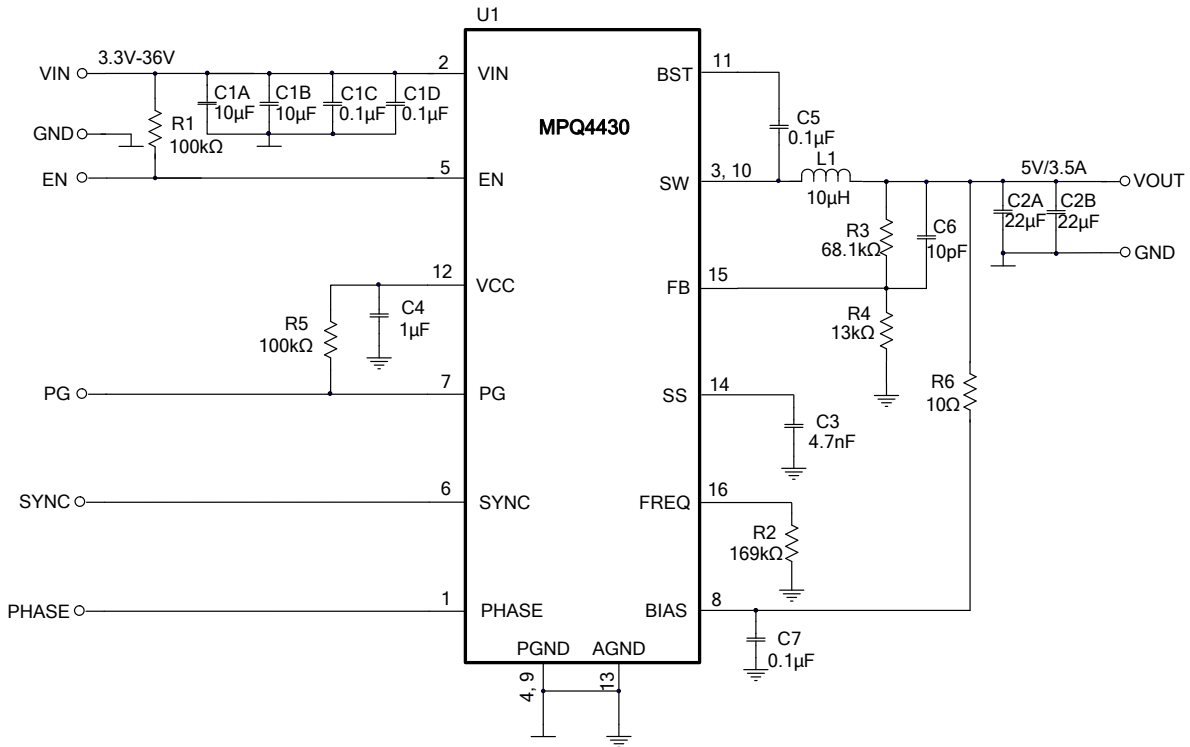 U1
MPQ4430
VIN
3.3V-36V
2
VIN
C1A
10µF
C1B
10µF
C1C
0.1µF
C1D
0.1µF
GND
R1
100kΩ
EN
5
EN
12
VCC
C4
1µF
R5
100kΩ
PG
7
PG
SYNC
6
SYNC
PHASE
1
PHASE
PGND
AGND
4, 9
13
BST
11
C5
0.1µF
SW
3, 10
L1
10µH
5V/3.5A
VOUT
C2A
22µF
C2B
22µF
GND
R3
68.1kΩ
C6
10pF
FB
15
R4
13kΩ
R6
10Ω
SS
14
C3
4.7nF
FREQ
16
R2
169kΩ
BIAS
8
C7
0.1µF